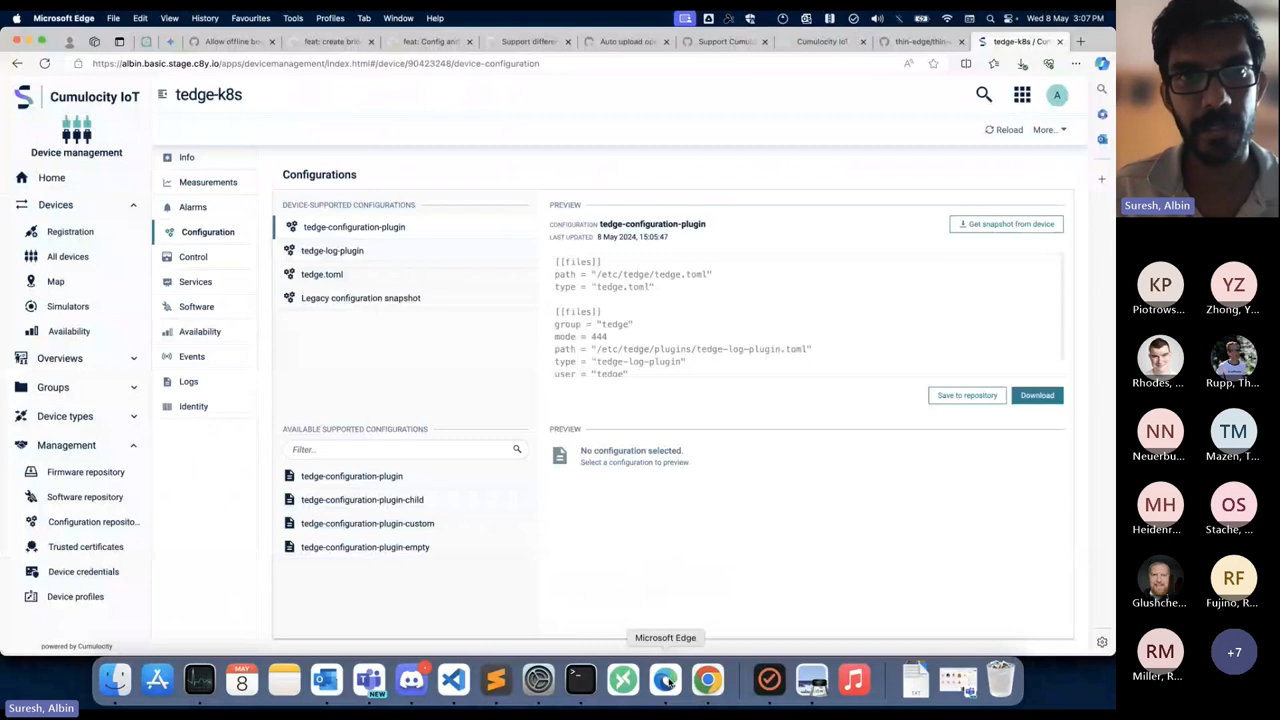 Microsoft Edge File Edit View History Favourites Tools Profiles Tab Window Help
Wed 8 May 3:07 PM
Allow offline br
feat: create bri
feat: Config and
Support differe
Auto upload ope
Support Cumula
Cumulocity IoT
thin-edge/thin-
tedge-k8s / Cu
https://albin.basic.stage.c8y.io/apps/devicemanagement/index.html#/device/90423248/device-configuration
Cumulocity IoT
tedge-k8s
A
Device management
Reload
More...
Home
Devices
Registration
All devices
Map
Simulators
Availability
Overviews
Groups
Device types
Management
Firmware repository
Software repository
Configuration reposito...
Trusted certificates
Device credentials
Device profiles
powered by Cumulocity
Info
Measurements
Alarms
Configuration
Control
Services
Software
Availability
Events
Logs
Identity
Configurations
DEVICE-SUPPORTED CONFIGURATIONS
tedge-configuration-plugin
tedge-log-plugin
tedge.toml
Legacy configuration snapshot
PREVIEW
CONFIGURATION tedge-configuration-plugin
LAST UPDATED 8 May 2024, 15:05:47
Get snapshot from device
[[files]]
path = "/etc/tedge/tedge.toml"
type = "tedge.toml"
[[files]]
group = "tedge"
mode = 444
path = "/etc/tedge/plugins/tedge-log-plugin.toml"
type = "tedge-log-plugin"
user = "tedge"
Save to repository
Download
AVAILABLE SUPPORTED CONFIGURATIONS
Filter...
tedge-configuration-plugin
tedge-configuration-plugin-child
tedge-configuration-plugin-custom
tedge-configuration-plugin-empty
PREVIEW
No configuration selected.
Select a configuration to preview
Microsoft Edge
MAY
8
NEW
TXT
Suresh, Albin
Suresh, Albin
KP
Piotrows...
YZ
Zhong, Y...
Rhodes, ...
Rupp, Th...
NN
Neuerbu...
TM
Mazen, T...
MH
Heidenr...
OS
Stache, ...
Glushche...
RF
Fujino, R...
RM
Miller, R...
+7